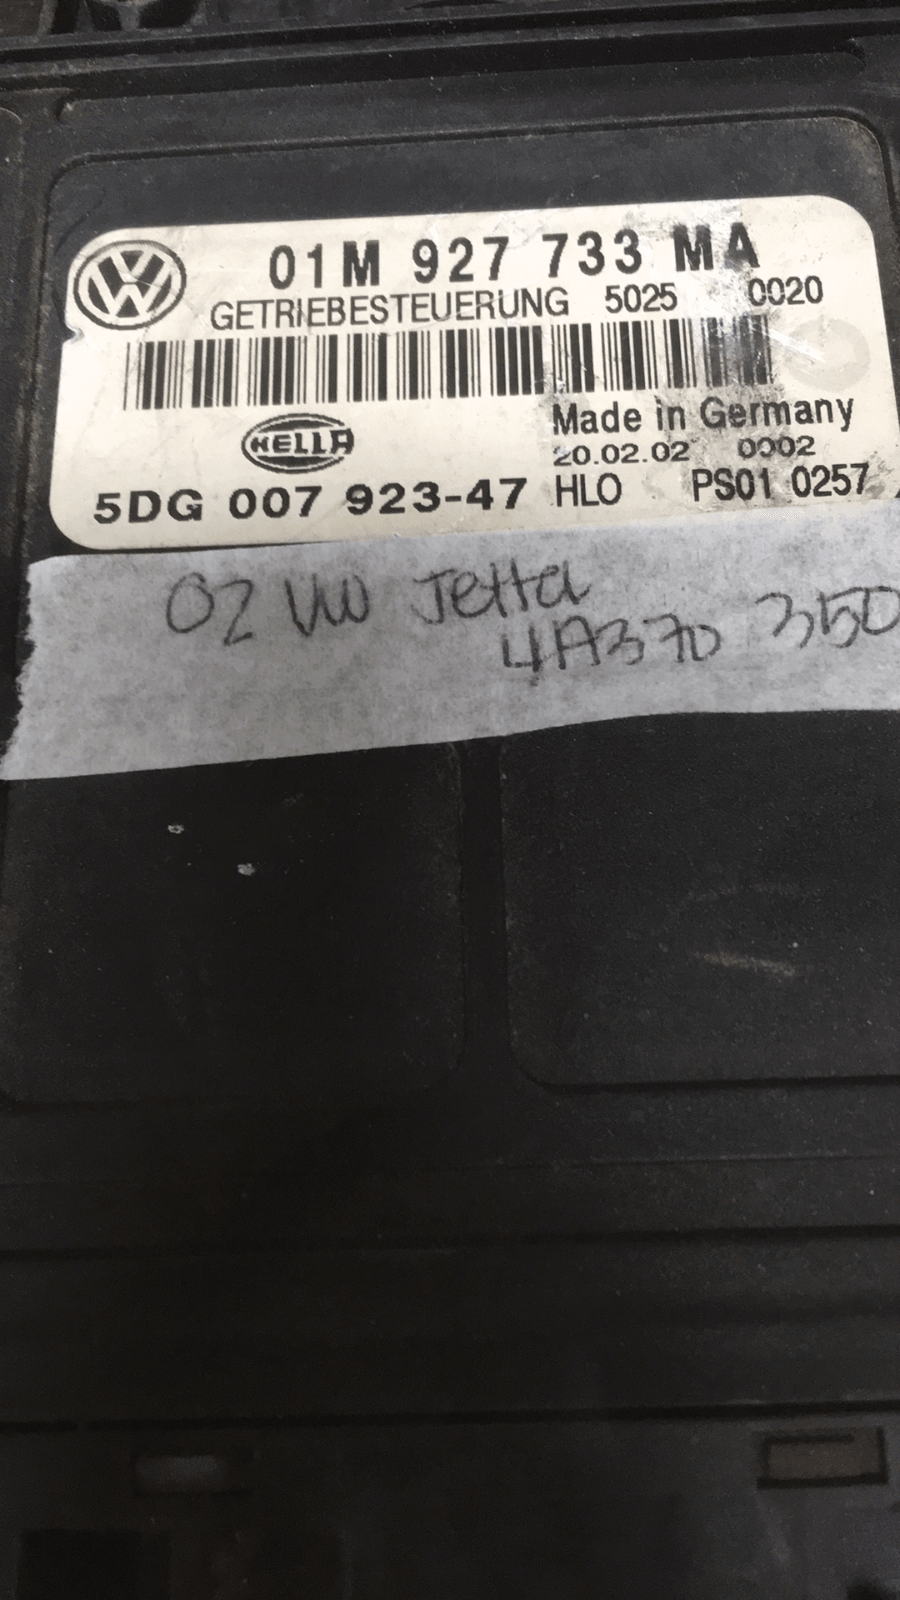 01M 927 733 MA
GETRIEBESTEUERUNG 5025 0020
HELLA
Made in Germany
20.02.02 0002
5DG 007 923-47 HLO PS01 0257
02 VW Jetta
4A370 350